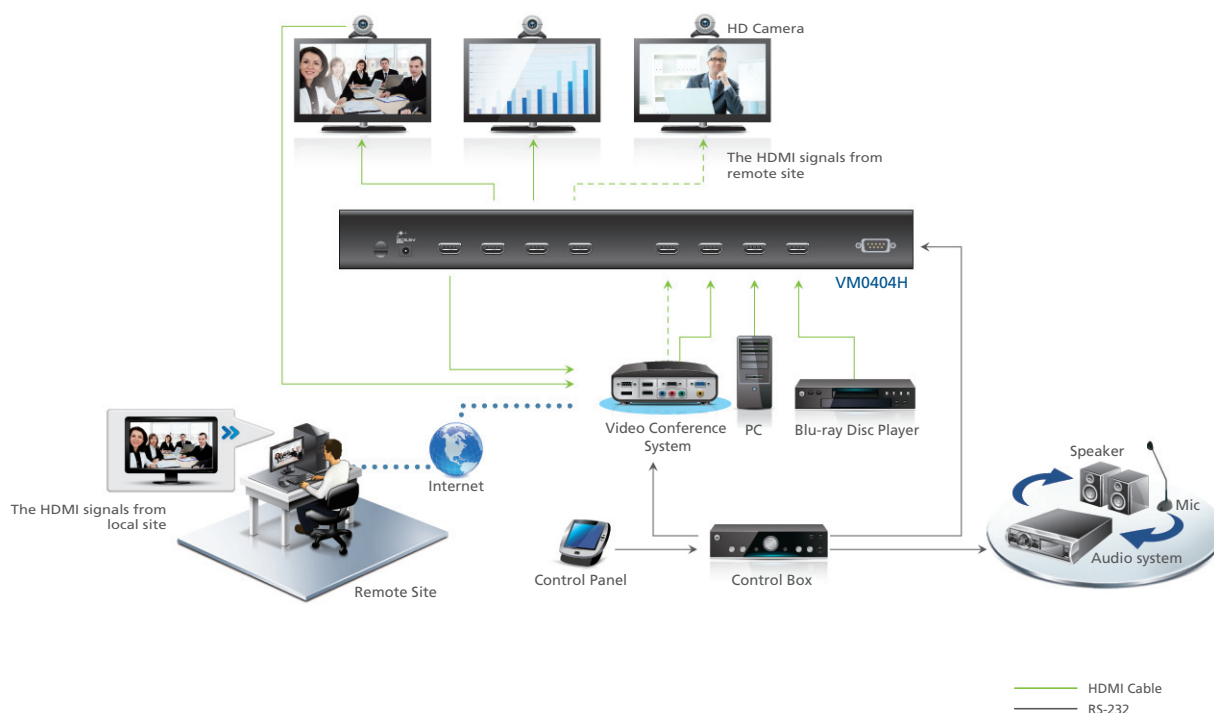 HD Camera
The HDMI signals from
remote site
VM0404H
Video Conference
System
PC
Blu-ray Disc Player
Internet
The HDMI signals from
local site
Remote Site
Control Panel
Control Box
Speaker
Mic
Audio system
HDMI Cable
RS-232